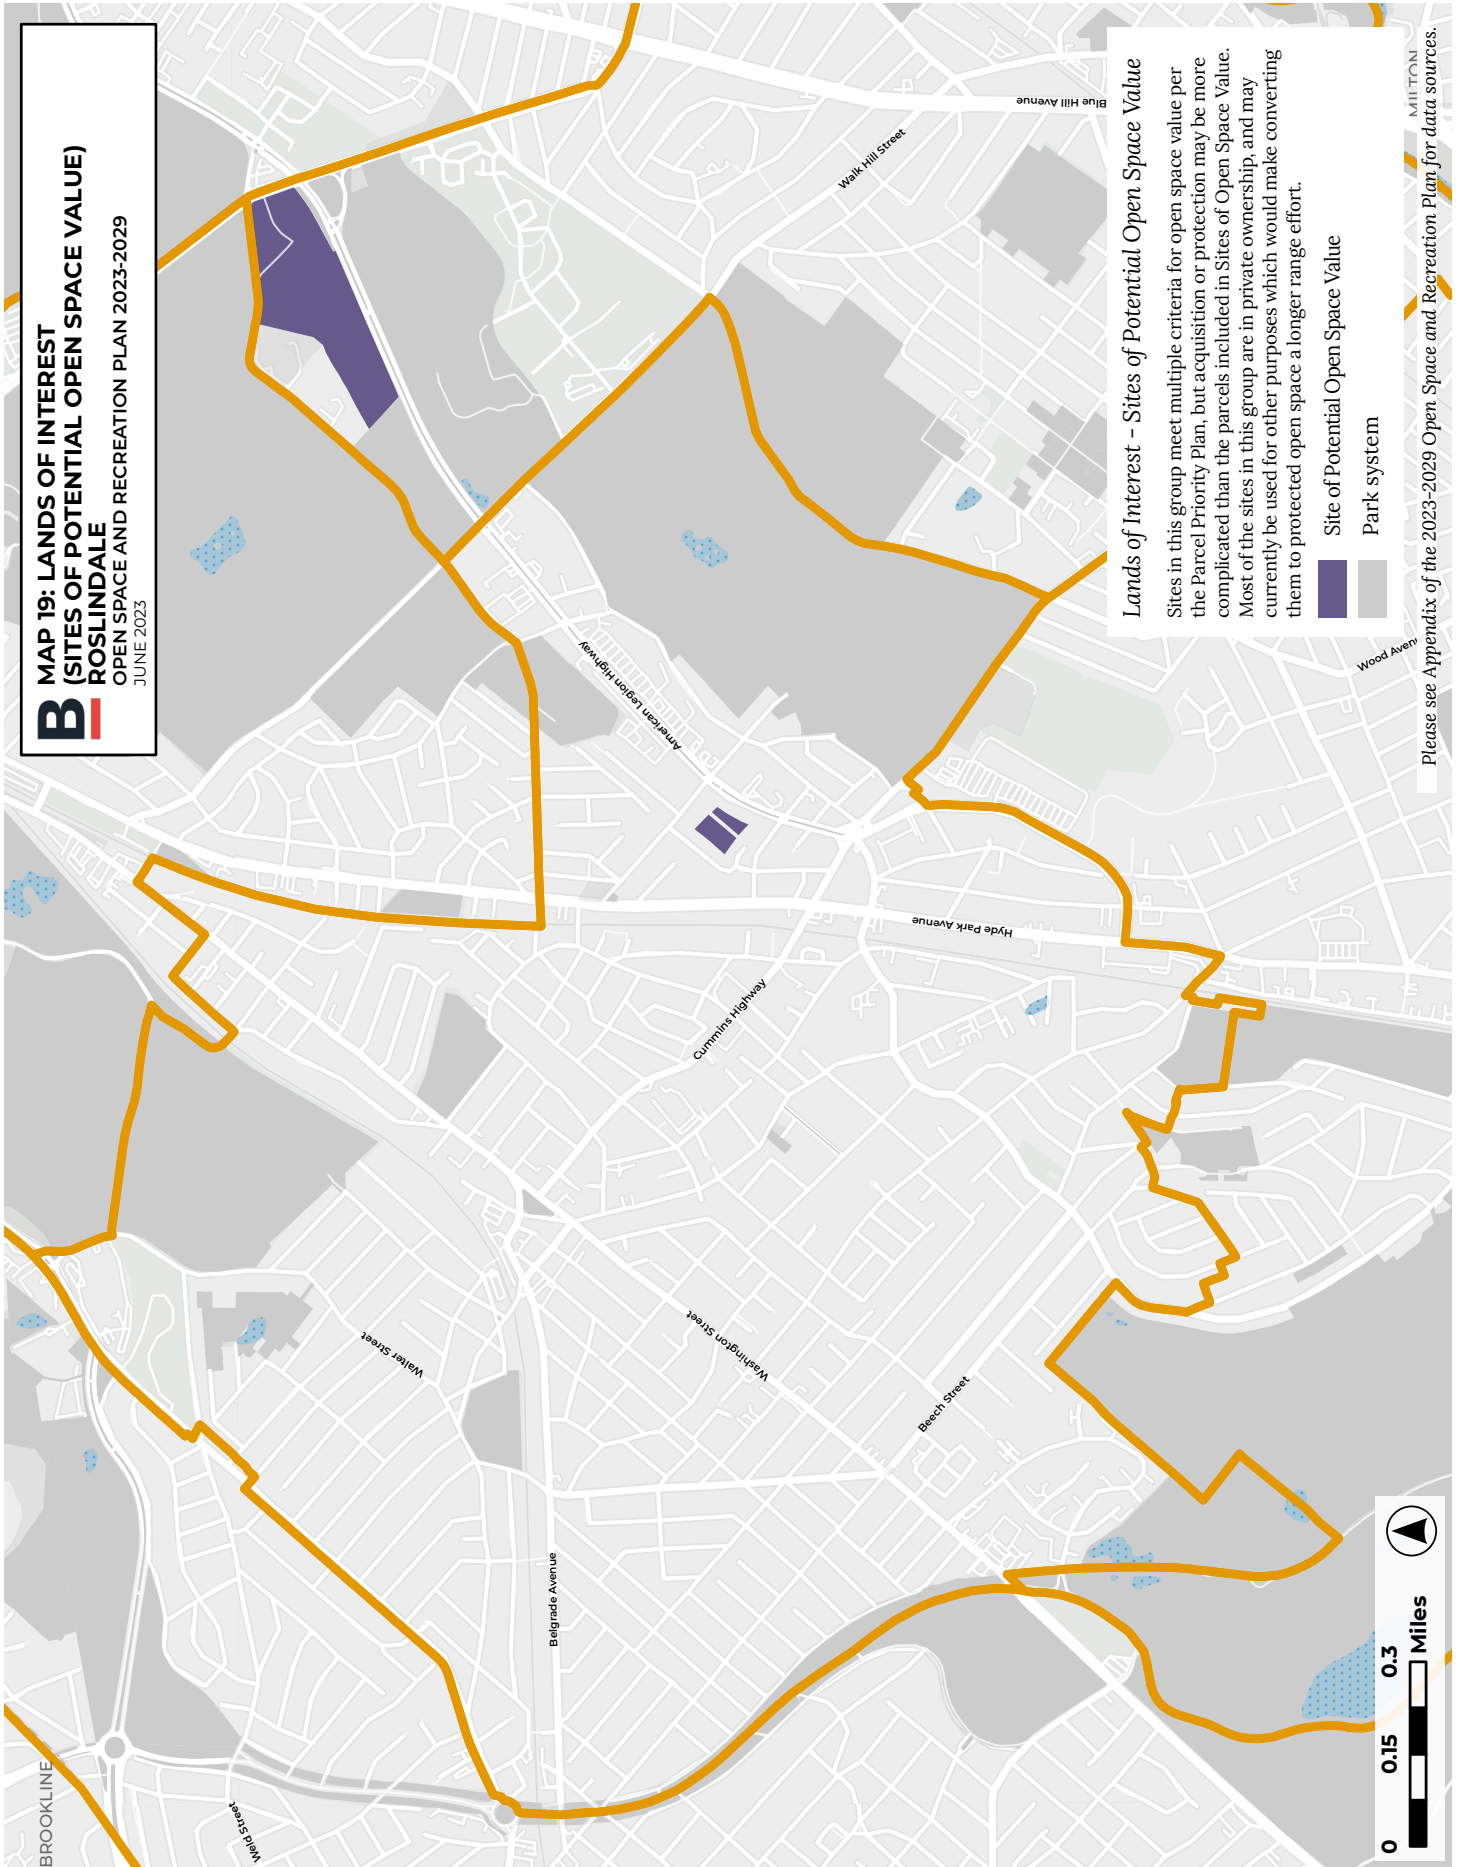 B
MAP 19: LANDS OF INTEREST
(SITES OF POTENTIAL OPEN SPACE VALUE)
ROSLINDALE
OPEN SPACE AND RECREATION PLAN 2023-2029
JUNE 2023
BROOKLINE
Weld Street
Walter Street
Belgrade Avenue
Washington Street
Beech Street
Cummins Highway
Hyde Park Avenue
American Legion Highway
Walk Hill Street
Blue Hill Avenue
Wood Avenu
MILTON
Lands of Interest - Sites of Potential Open Space Value
Sites in this group meet multiple criteria for open space value per
the Parcel Priority Plan, but acquisition or protection may be more
complicated than the parcels included in Sites of Open Space Value.
Most of the sites in this group are in private ownership, and may
currently be used for other purposes which would make converting
them to protected open space a longer range effort.
Site of Potential Open Space Value
Park system
0 0.15 0.3
Miles
Please see Appendix of the 2023-2029 Open Space and Recreation Plan for data sources.